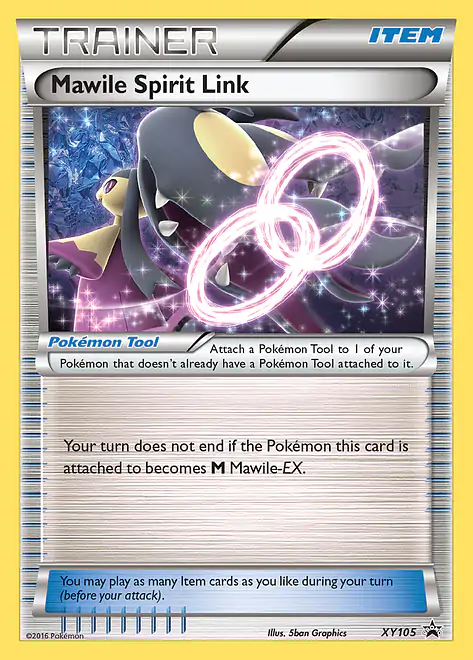 TRAINER
ITEM
Mawile Spirit Link
Pokémon Tool
Attach a Pokémon Tool to 1 of your
Pokémon that doesn't already have a Pokémon Tool attached to it.
Your turn does not end if the Pokémon this card is
attached to becomes M Mawile-EX.
You may play as many Item cards as you like during your turn
(before your attack).
©2016 Pokémon
Illus. 5ban Graphics
XY105